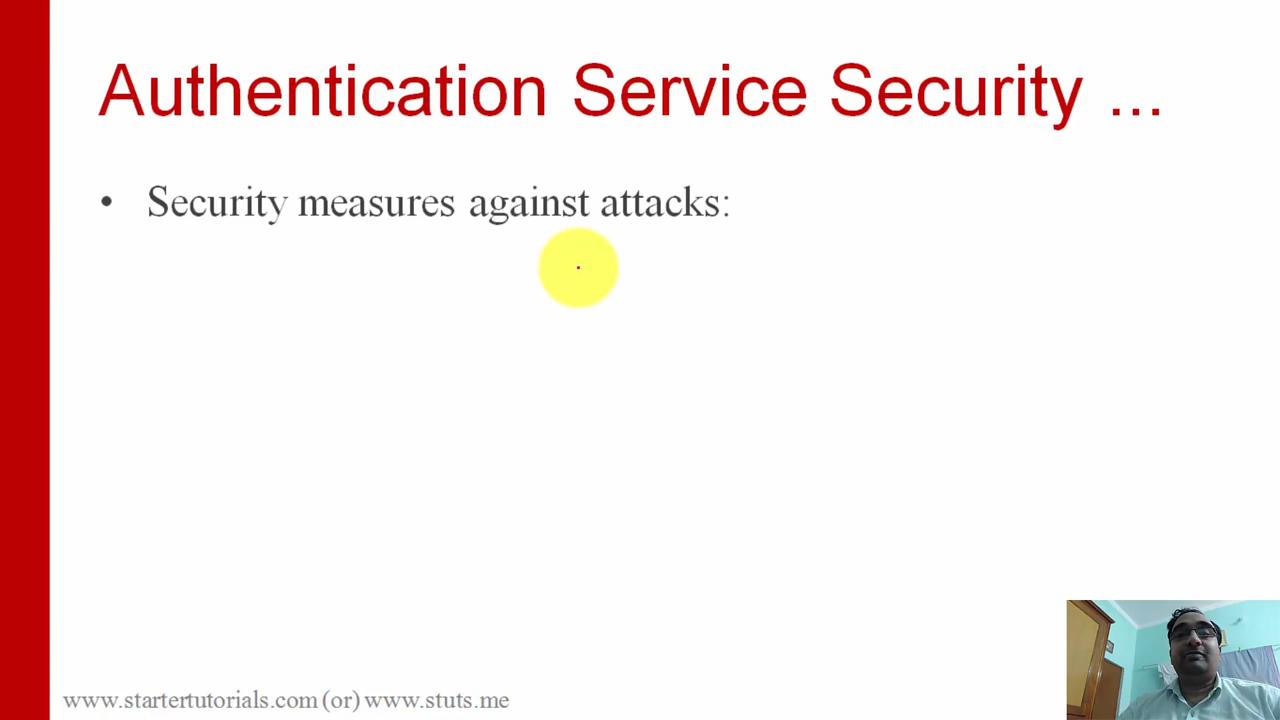 Authentication Service Security ...
• Security measures against attacks:
www.startertutorials.com (or) www.stuts.me